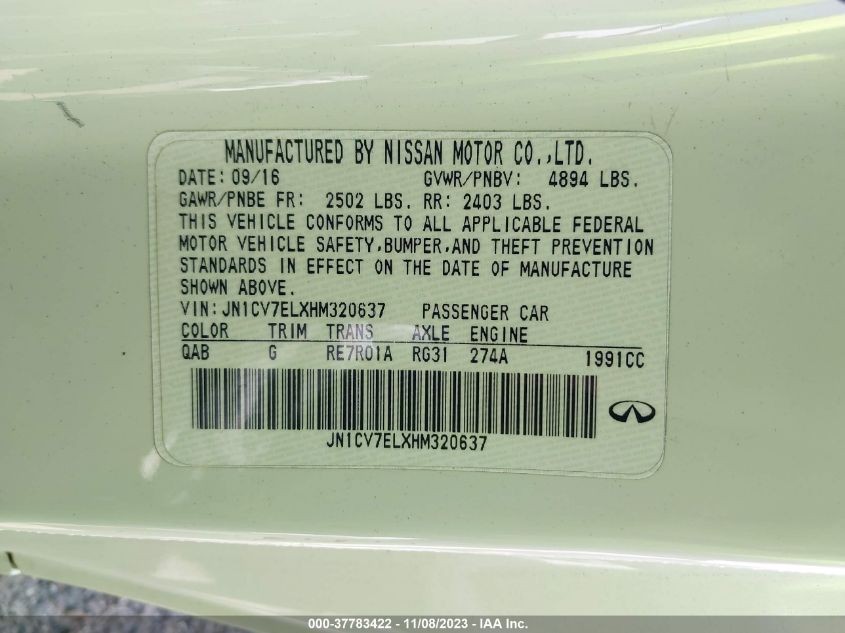 MANUFACTURED BY NISSAN MOTOR CO.,LTD.
DATE: 09/16 GVWR/PNBV: 4894 LBS.
GAWR/PNBE FR: 2502 LBS. RR: 2403 LBS.
THIS VEHICLE CONFORMS TO ALL APPLICABLE FEDERAL
MOTOR VEHICLE SAFETY,BUMPER,AND THEFT PREVENTION
STANDARDS IN EFFECT ON THE DATE OF MANUFACTURE
SHOWN ABOVE.
VIN: JN1CV7ELXHM320637 PASSENGER CAR
COLOR TRIM TRANS AXLE ENGINE
QAB G RE7R01A RG31 274A 1991CC
JN1CV7ELXHM320637
000-37783422 - 11/08/2023 - IAA Inc.